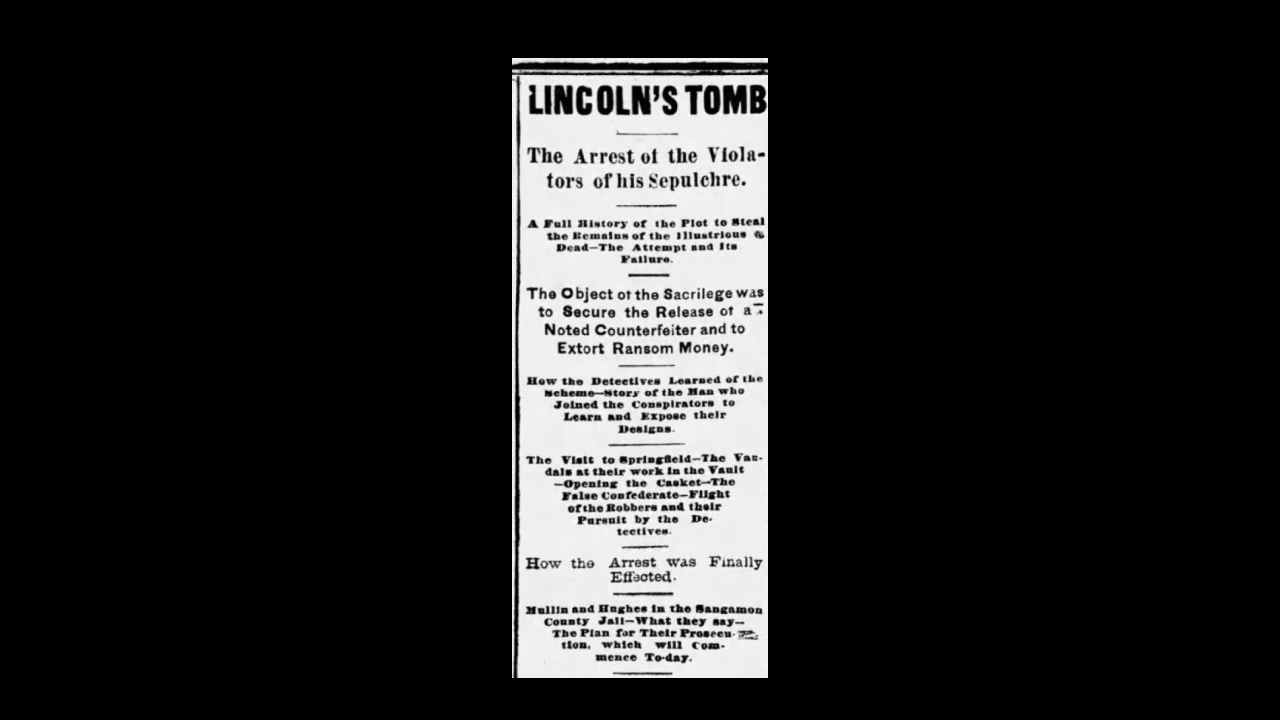 LINCOLN'S TOMB
The Arrest of the Viola-
tors of his Sepulchre.
A Full History of the Plot to Steal
the Remains of the Illustrious
Dead—The Attempt and Its
Failure.
The Object of the Sacrilege was
to Secure the Release of a
Noted Counterfeiter and to
Extort Ransom Money.
How the Detectives Learned of the
Scheme—Story of the Man who
Joined the Conspirators to
Learn and Expose their
Designs.
The Visit to Springfield—The Van-
dals at their work in the Vault
—Opening the Casket—The
False Confederate—Flight
of the Robbers and their
Pursuit by the De-
tectives.
How the Arrest was Finally
Effected.
Mullin and Hughes in the Sangamon
County Jail—What they say—
The Plan for Their Prosecu-
tion, which will Com-
mence To-day.